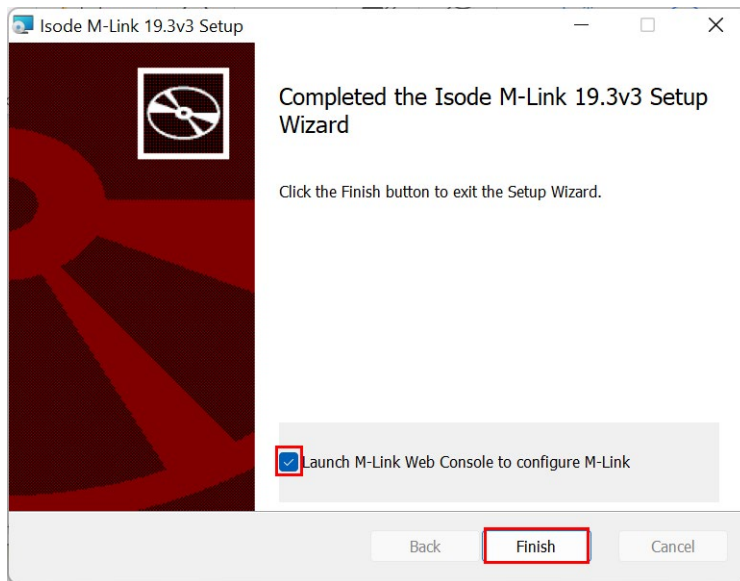 Isode M-Link 19.3v3 Setup
Completed the Isode M-Link 19.3v3 Setup
Wizard
Click the Finish button to exit the Setup Wizard.
Launch M-Link Web Console to configure M-Link
Back Finish Cancel